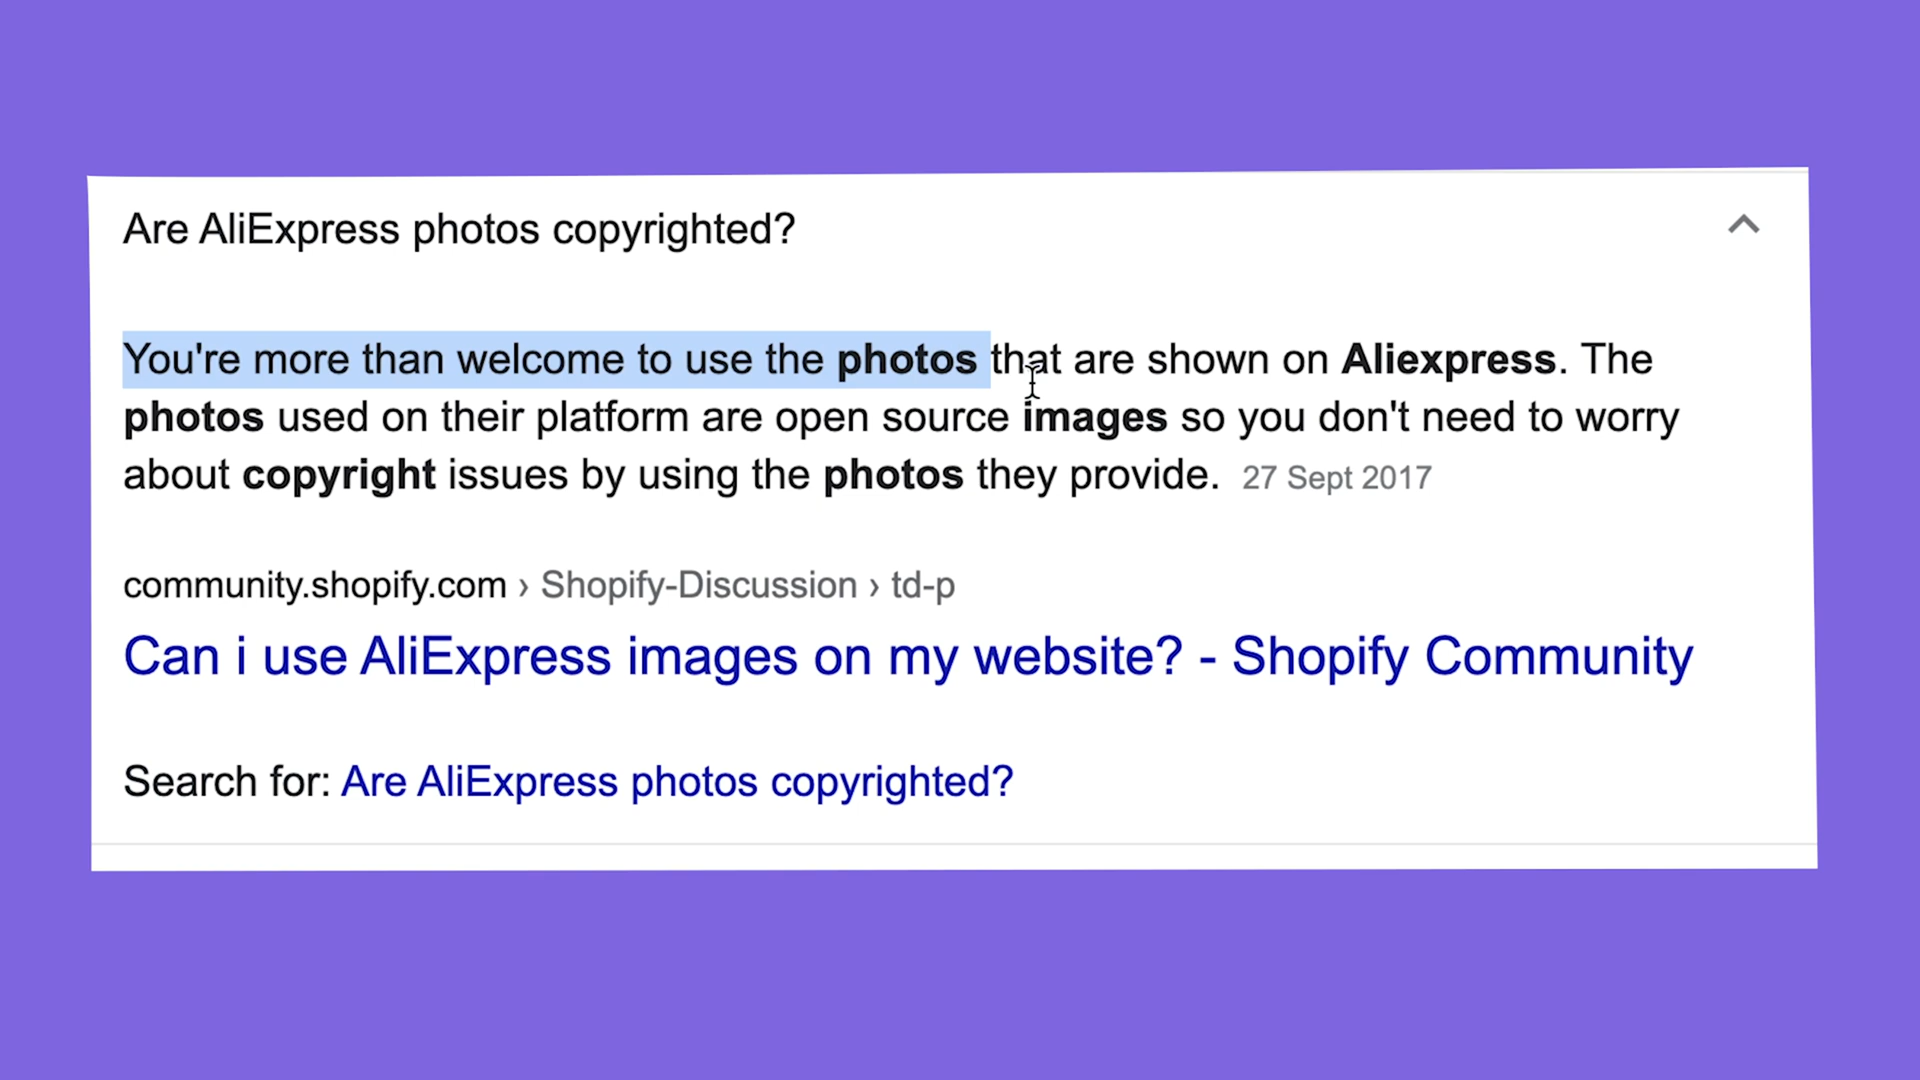 Are AliExpress photos copyrighted?
You're more than welcome to use the photos that are shown on Aliexpress. The
photos used on their platform are open source images so you don't need to worry
about copyright issues by using the photos they provide. 27 Sept 2017
community.shopify.com › Shopify-Discussion › td-p
Can i use AliExpress images on my website? - Shopify Community
Search for: Are AliExpress photos copyrighted?